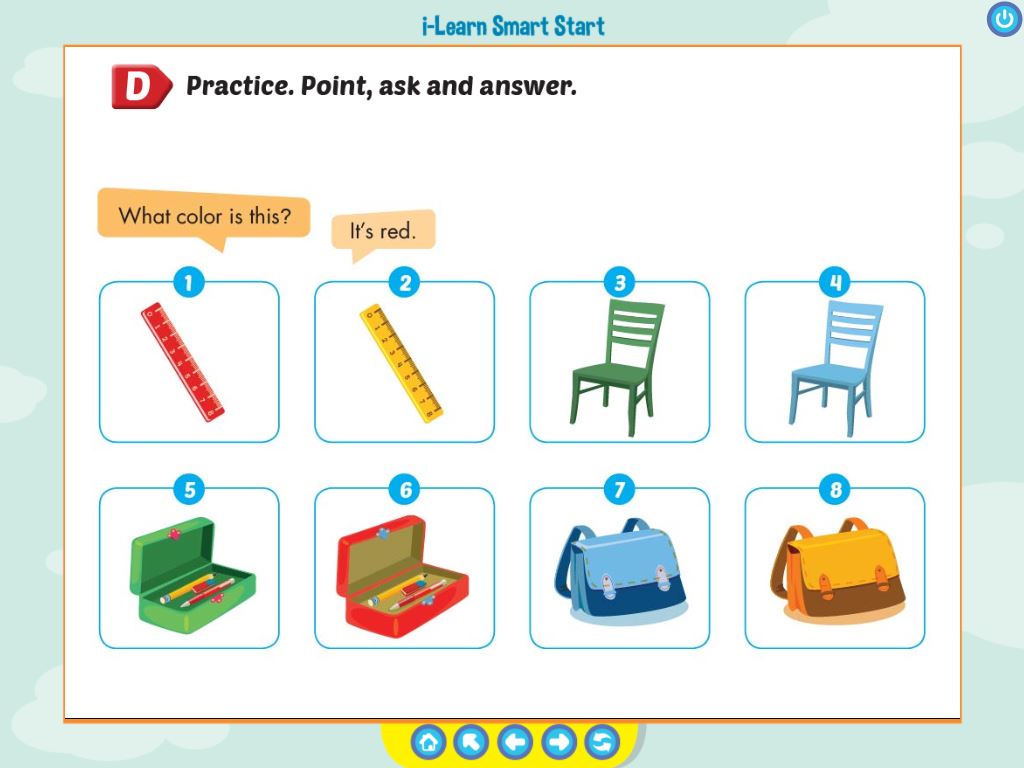 i-Learn Smart Start
D Practice. Point, ask and answer.
What color is this?
It's red.
1
2
3
4
5
6
7
8